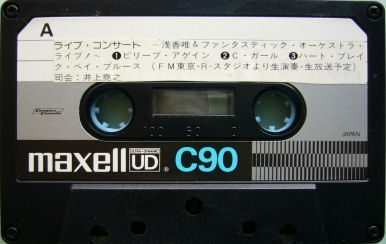 A
ライブ・コンサート ～浅香唯&ファンタスティック・オーケストラ・
ライブ!～ ❶ビリーブ・アゲイン ❷C・ガール ❸ハート・ブレイ
ク・ベイ・ブルース (FM東京・R-スタジオより生演奏・生放送予定)
司会:井上堯之
Compact Cassette
100 50 0
JAPAN
maxell UD ULTRA-DYNAMIC ® C90